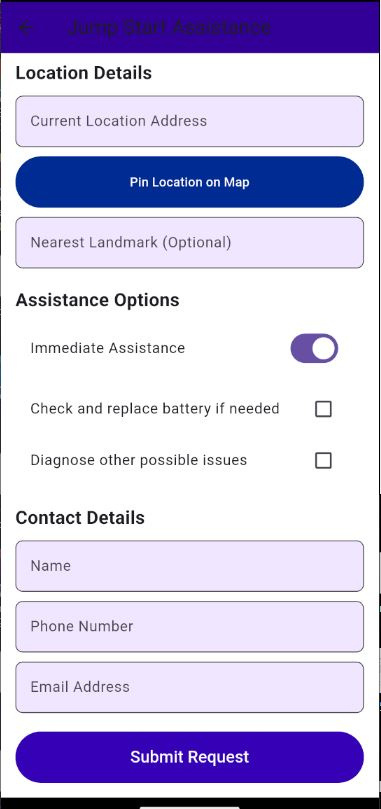 Jump Start Assistance
Location Details
Current Location Address
Pin Location on Map
Nearest Landmark (Optional)
Assistance Options
Immediate Assistance
Check and replace battery if needed
Diagnose other possible issues
Contact Details
Name
Phone Number
Email Address
Submit Request